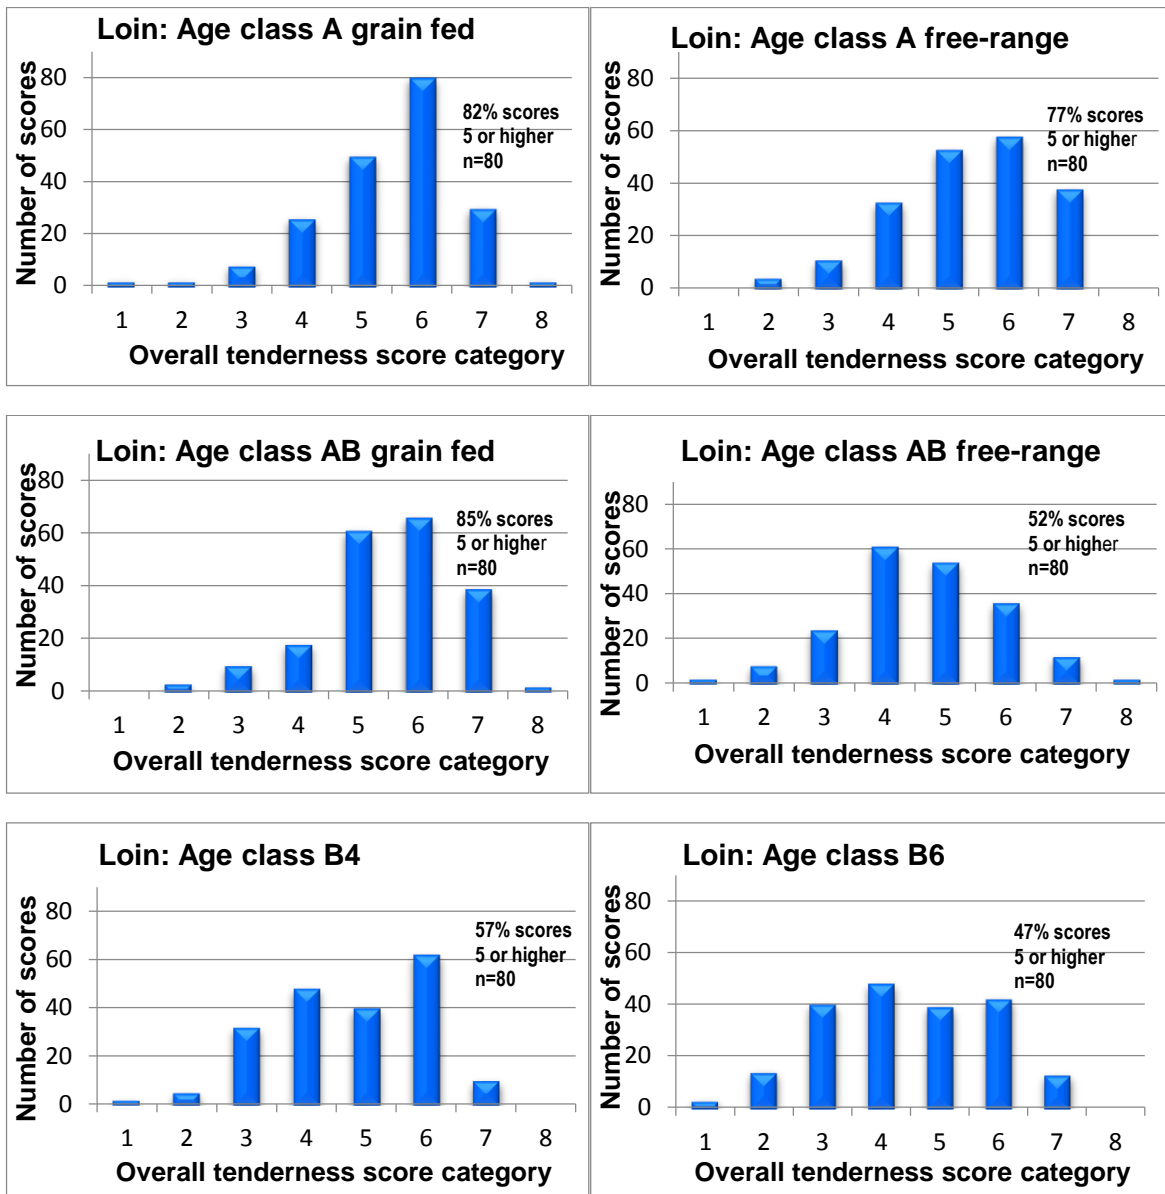 Loin: Age class A grain fed
Number of scores
80
60
40
20
0
82% scores
5 or higher
n=80
1 2 3 4 5 6 7 8
Overall tenderness score category
Loin: Age class A free-range
Number of scores
80
60
40
20
0
77% scores
5 or higher
n=80
1 2 3 4 5 6 7 8
Overall tenderness score category
Loin: Age class AB grain fed
Number of scores
80
60
40
20
0
85% scores
5 or higher
n=80
1 2 3 4 5 6 7 8
Overall tenderness score category
Loin: Age class AB free-range
Number of scores
80
60
40
20
0
52% scores
5 or higher
n=80
1 2 3 4 5 6 7 8
Overall tenderness score category
Loin: Age class B4
Number of scores
80
60
40
20
0
57% scores
5 or higher
n=80
1 2 3 4 5 6 7 8
Overall tenderness score category
Loin: Age class B6
Number of scores
80
60
40
20
0
47% scores
5 or higher
n=80
1 2 3 4 5 6 7 8
Overall tenderness score category